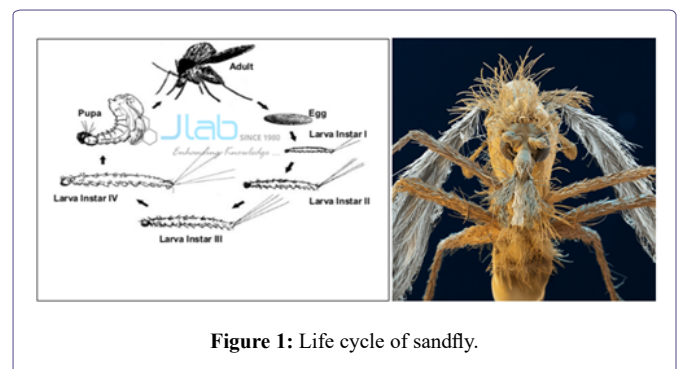 Adult
Pupa
Egg
Jlab SINCE 1980
Larva Instar I
Enhancing Knowledge ...
Larva Instar IV
Larva Instar II
Larva Instar III
Figure 1: Life cycle of sandfly.